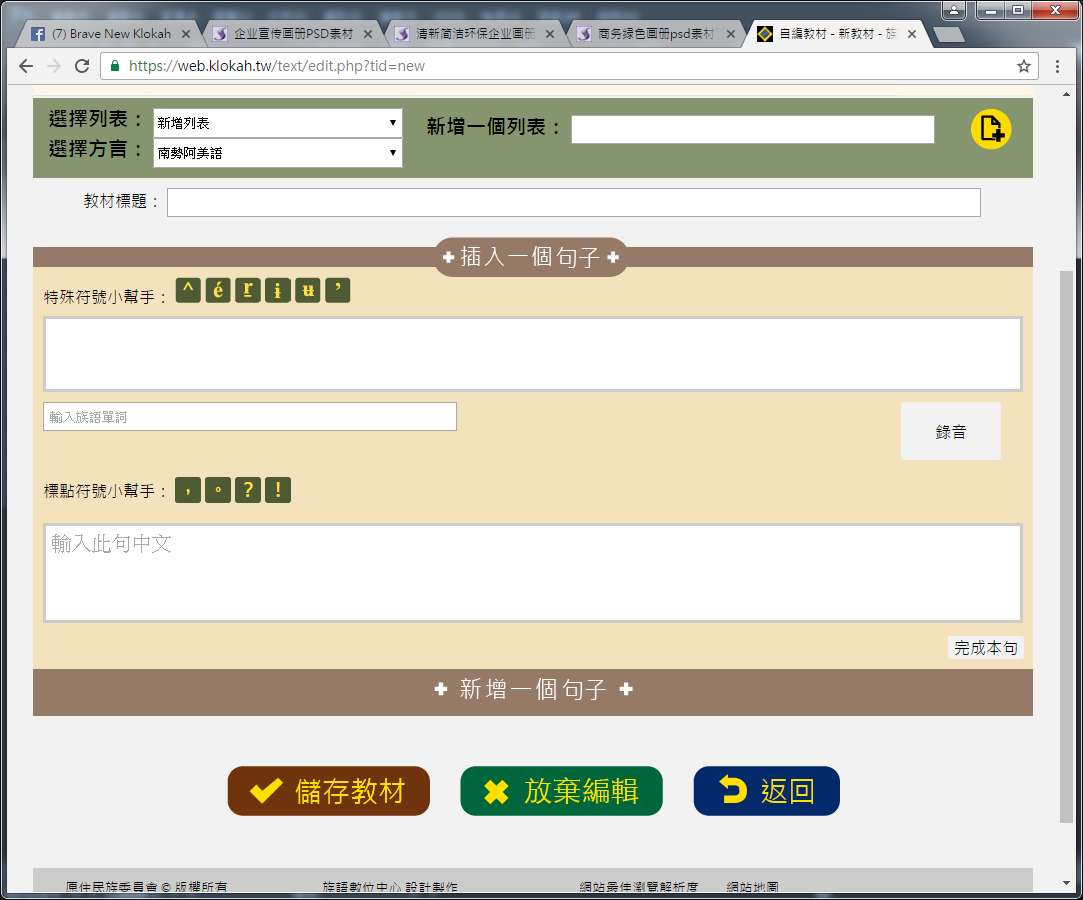 (7) Brave New Klokah
企业宣传画册PSD素材
清新简洁环保企业画册
商务绿色画册psd素材
自編教材 - 新教材 - 族
https://web.klokah.tw/text/edit.php?tid=new
選擇列表： 新增列表 新增一個列表：
選擇方言： 南勢阿美語
教材標題：
插入一個句子
特殊符號小幫手： ^ é r̲ ɨ ʉ ’
輸入族語單詞
錄音
標點符號小幫手： ， 。 ? !
輸入此句中文
完成本句
新增一個句子
儲存教材 放棄編輯 返回
原住民族委員會 © 版權所有 族語數位中心 設計製作 網站最佳瀏覽解析度 網站地圖